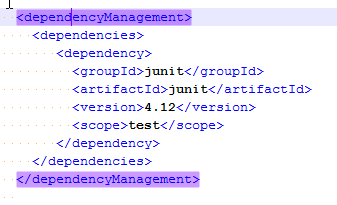 <dependencyManagement>
<dependencies>
<dependency>
<groupId>junit</groupId>
<artifactId>junit</artifactId>
<version>4.12</version>
<scope>test</scope>
</dependency>
</dependencies>
</dependencyManagement>